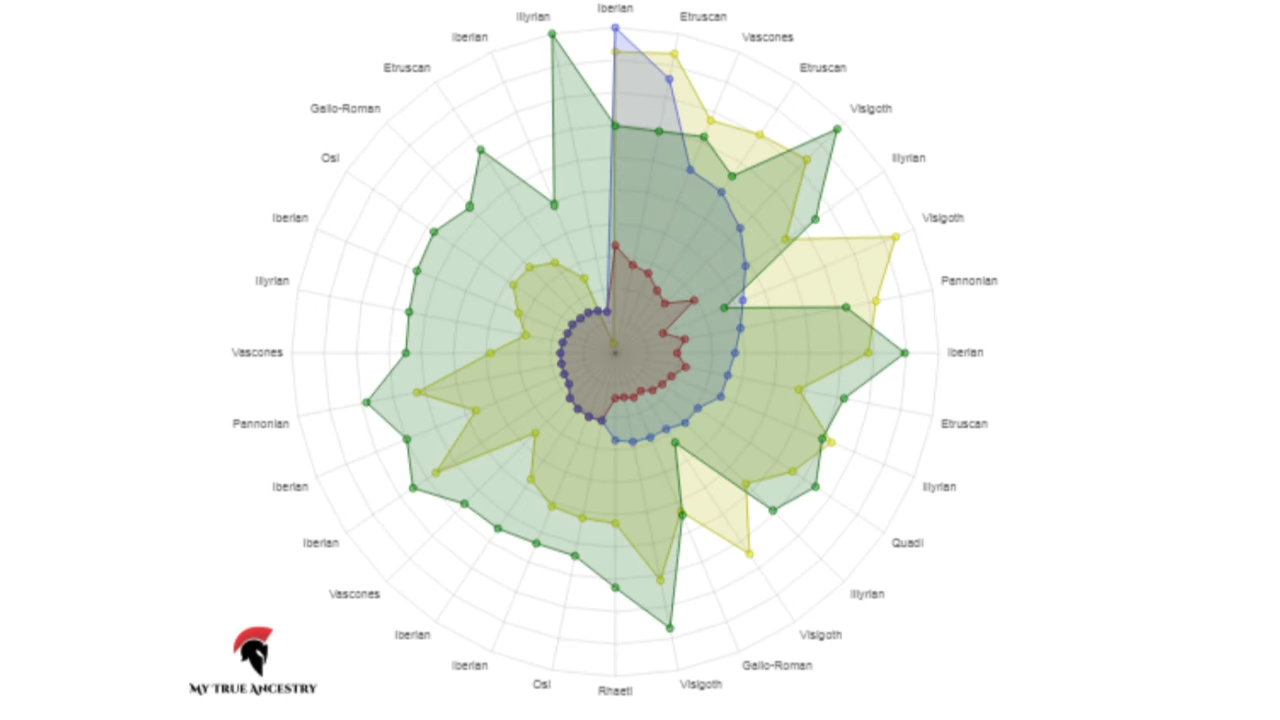 Iberian
Etruscan
Vascones
Etruscan
Visigoth
Illyrian
Visigoth
Pannonian
Iberian
Etruscan
Illyrian
Quadi
Illyrian
Visigoth
Gallo-Roman
Visigoth
Rhaeti
Osi
Iberian
Iberian
Vascones
Iberian
Iberian
Pannonian
Vascones
Illyrian
Iberian
Osi
Gallo-Roman
Etruscan
Iberian
Illyrian
MY TRUE ANCESTRY